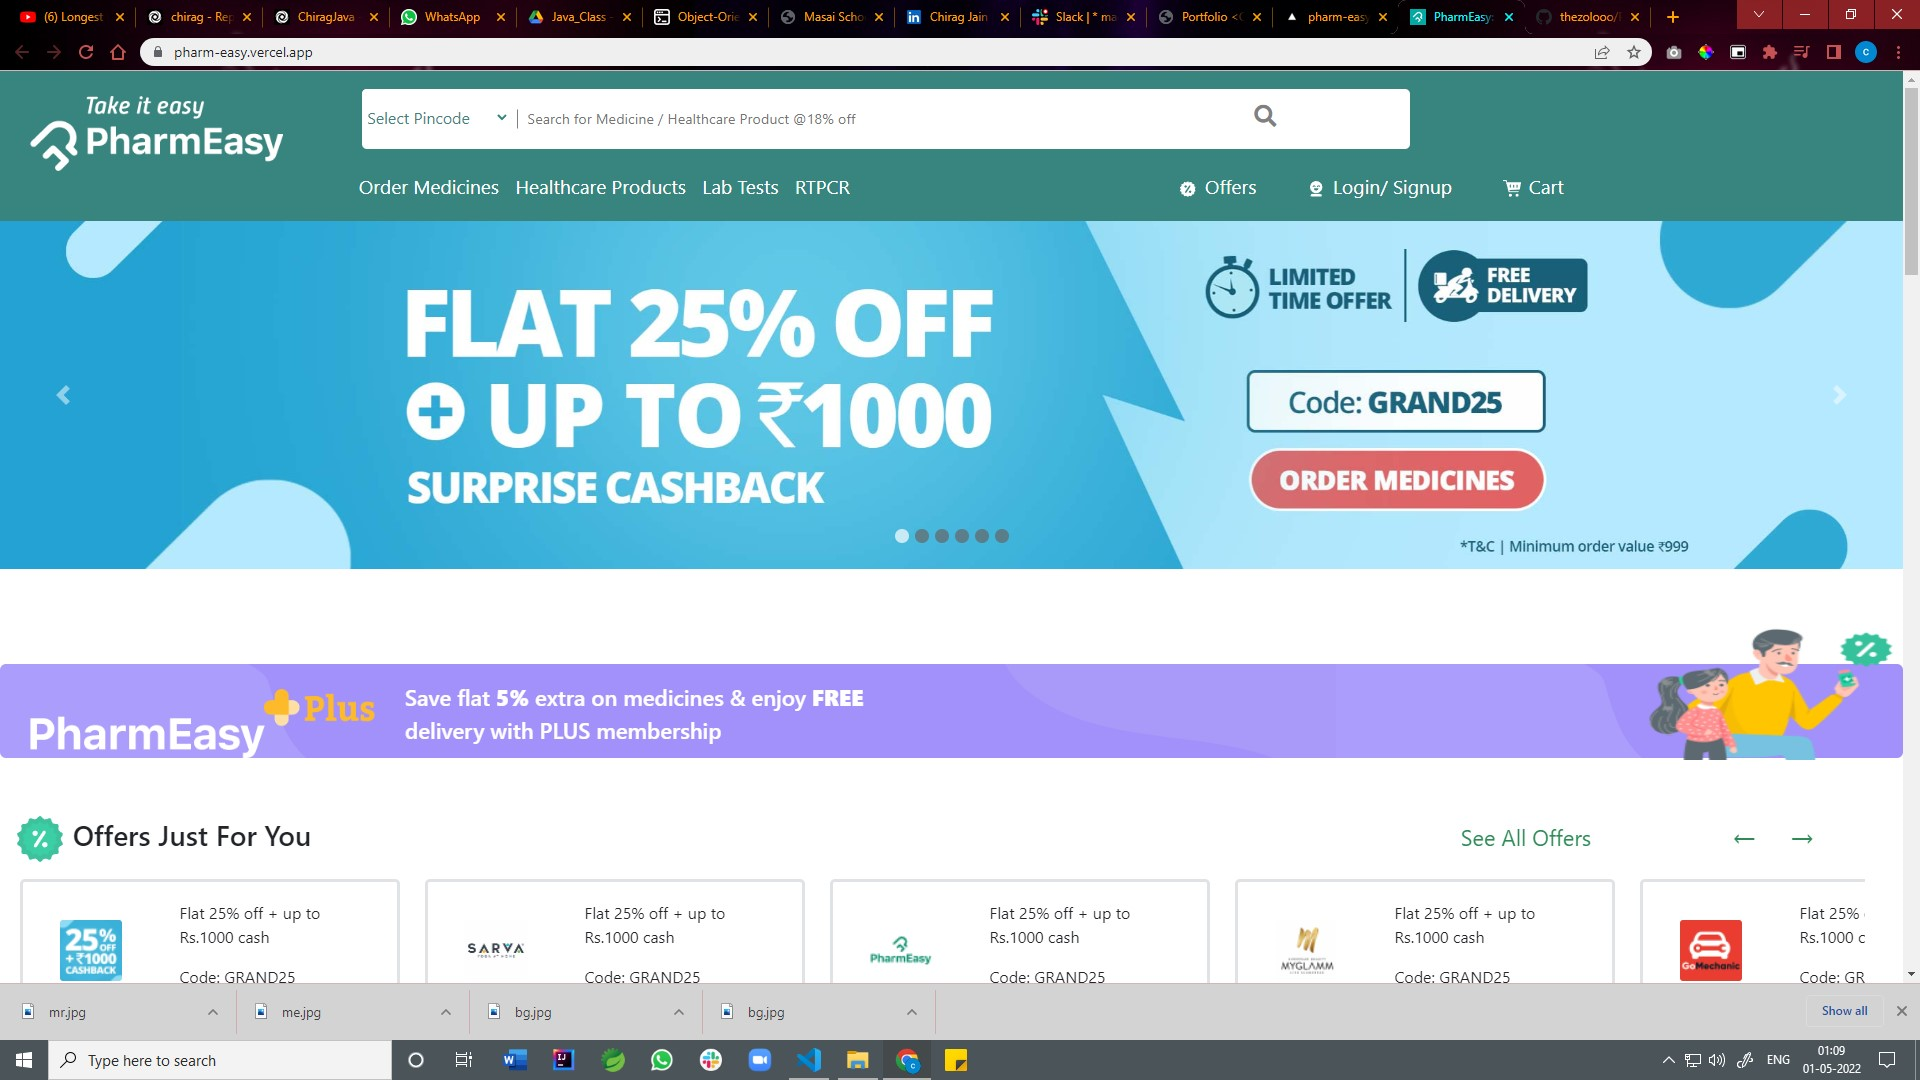 (6) Longest
chirag - Rep
ChiragJava
WhatsApp
Java_Class -
Object-Orie
Masai Scho
Chirag Jain
Slack | * ma
Portfolio <
pharm-easy
PharmEasy:
thezolooo/
pharm-easy.vercel.app
C
Take it easy
PharmEasy
Select Pincode
Search for Medicine / Healthcare Product @18% off
Order Medicines
Healthcare Products
Lab Tests
RTPCR
Offers
Login/ Signup
Cart
FLAT 25% OFF
+ UP TO ₹1000
SURPRISE CASHBACK
LIMITED
TIME OFFER
FREE
DELIVERY
Code: GRAND25
ORDER MEDICINES
*T&C | Minimum order value ₹999
PharmEasy Plus
Save flat 5% extra on medicines & enjoy FREE
delivery with PLUS membership
Offers Just For You
See All Offers
← →
25% OFF
+₹1000
CASHBACK
Flat 25% off + up to
Rs.1000 cash
Code: GRAND25
SARVA
Flat 25% off + up to
Rs.1000 cash
Code: GRAND25
PharmEasy
Flat 25% off + up to
Rs.1000 cash
Code: GRAND25
MYGLAMM
Flat 25% off + up to
Rs.1000 cash
Code: GRAND25
GoMechanic
Flat 25%
Rs.1000 c
Code: GR
mr.jpg
me.jpg
bg.jpg
bg.jpg
Show all
Type here to search
ENG
01:09
01-05-2022